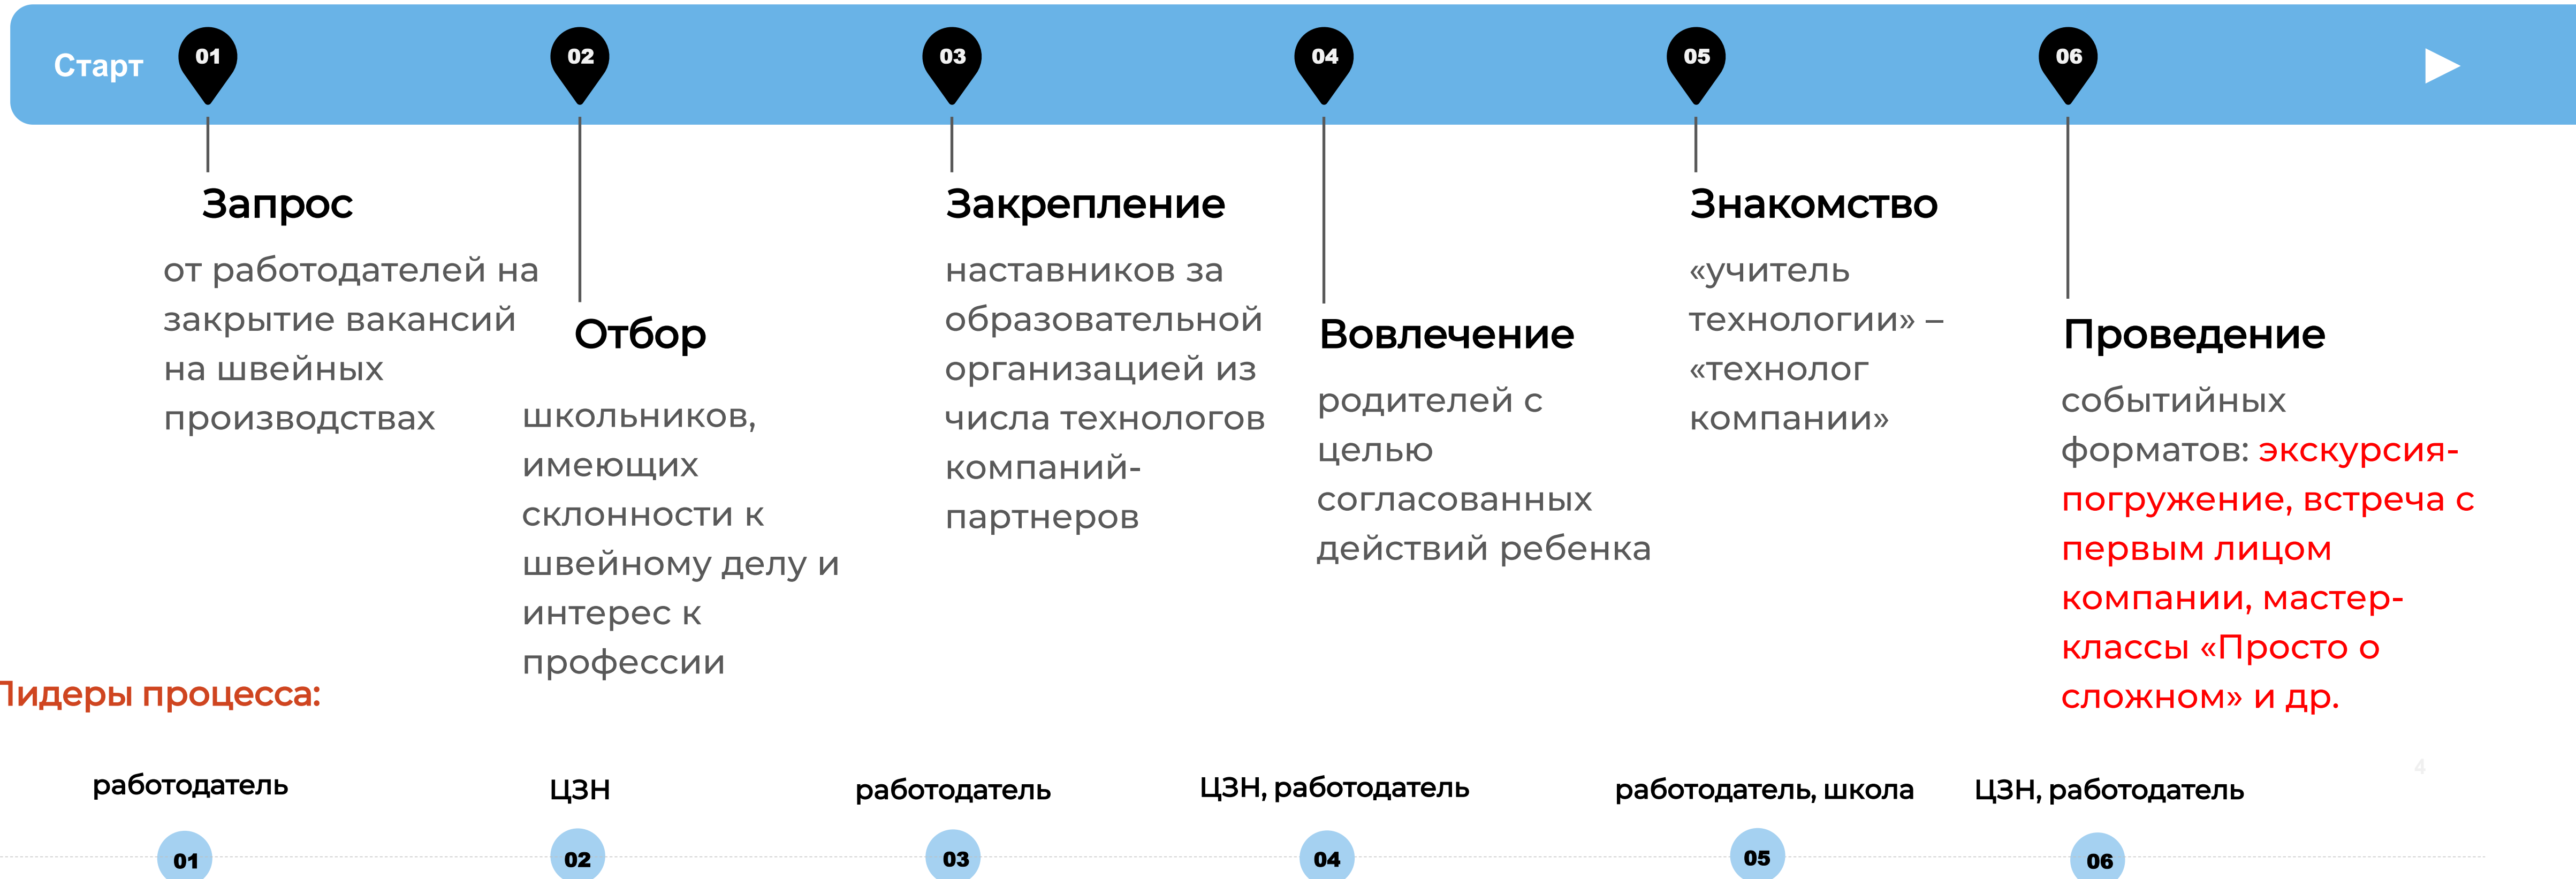 Старт
01
02
03
04
05
06
Запрос
от работодателей на
закрытие вакансий
на швейных
производствах
Отбор
школьников,
имеющих
склонности к
швейному делу и
интерес к
профессии
Закрепление
наставников за
образовательной
организацией из
числа технологов
компаний-
партнеров
Вовлечение
родителей с
целью
согласованных
действий ребенка
Знакомство
«учитель
технологии» –
«технолог
компании»
Проведение
событийных
форматов: экскурсия-
погружение, встреча с
первым лицом
компании, мастер-
классы «Просто о
сложном» и др.
Лидеры процесса:
4
работодатель
ЦЗН
работодатель
ЦЗН, работодатель
работодатель, школа
ЦЗН, работодатель
01
02
03
04
05
06